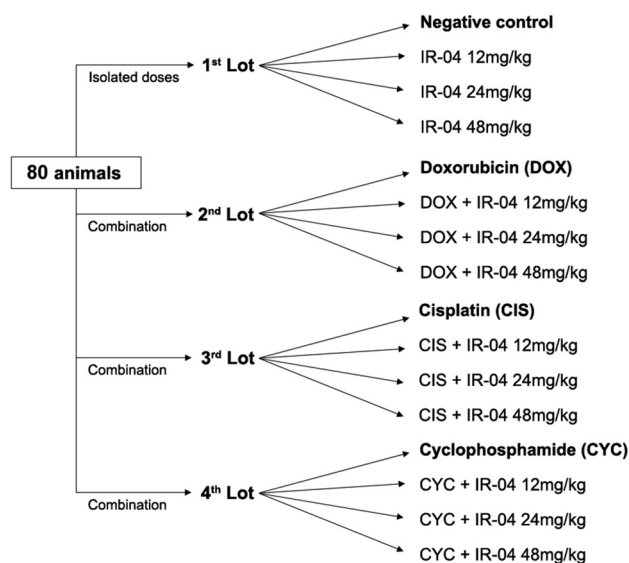 80 animals
Isolated doses
1st Lot
Negative control
IR-04 12mg/kg
IR-04 24mg/kg
IR-04 48mg/kg
Combination
2nd Lot
Doxorubicin (DOX)
DOX + IR-04 12mg/kg
DOX + IR-04 24mg/kg
DOX + IR-04 48mg/kg
Combination
3rd Lot
Cisplatin (CIS)
CIS + IR-04 12mg/kg
CIS + IR-04 24mg/kg
CIS + IR-04 48mg/kg
Combination
4th Lot
Cyclophosphamide (CYC)
CYC + IR-04 12mg/kg
CYC + IR-04 24mg/kg
CYC + IR-04 48mg/kg